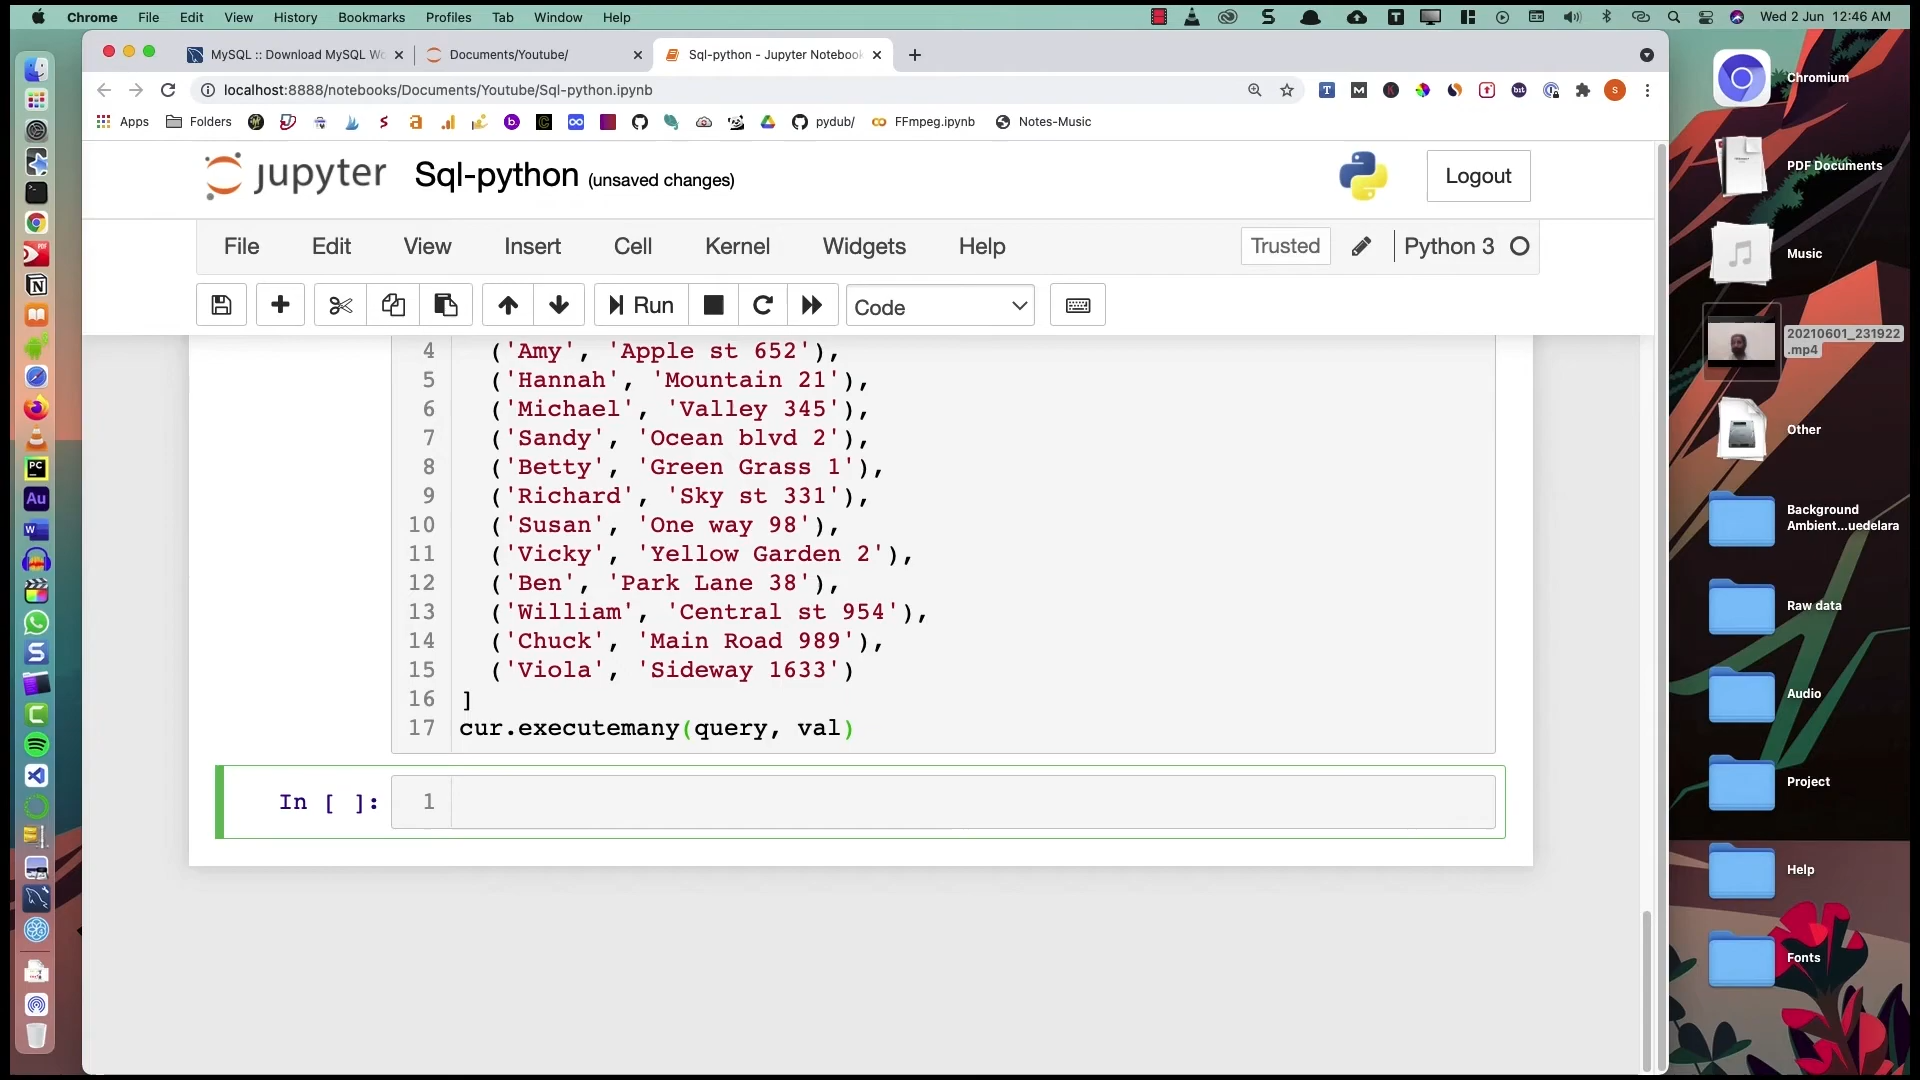 Chrome File Edit View History Bookmarks Profiles Tab Window Help Wed 2 Jun 12:46 AM
MySQL :: Download MySQL Wo Documents/Youtube/ Sql-python - Jupyter Notebook
localhost:8888/notebooks/Documents/Youtube/Sql-python.ipynb
Apps Folders pydub/ FFmpeg.ipynb Notes-Music
jupyter Sql-python (unsaved changes) Logout
File Edit View Insert Cell Kernel Widgets Help Trusted Python 3
Run Code
4 ('Amy', 'Apple st 652'),
5 ('Hannah', 'Mountain 21'),
6 ('Michael', 'Valley 345'),
7 ('Sandy', 'Ocean blvd 2'),
8 ('Betty', 'Green Grass 1'),
9 ('Richard', 'Sky st 331'),
10 ('Susan', 'One way 98'),
11 ('Vicky', 'Yellow Garden 2'),
12 ('Ben', 'Park Lane 38'),
13 ('William', 'Central st 954'),
14 ('Chuck', 'Main Road 989'),
15 ('Viola', 'Sideway 1633')
16 ]
17 cur.executemany(query, val)
In [ ]: 1
Chromium
PDF Documents
Music
20210601_231922
.mp4
Other
Background
Ambient...uedelara
Raw data
Audio
Project
Help
Fonts